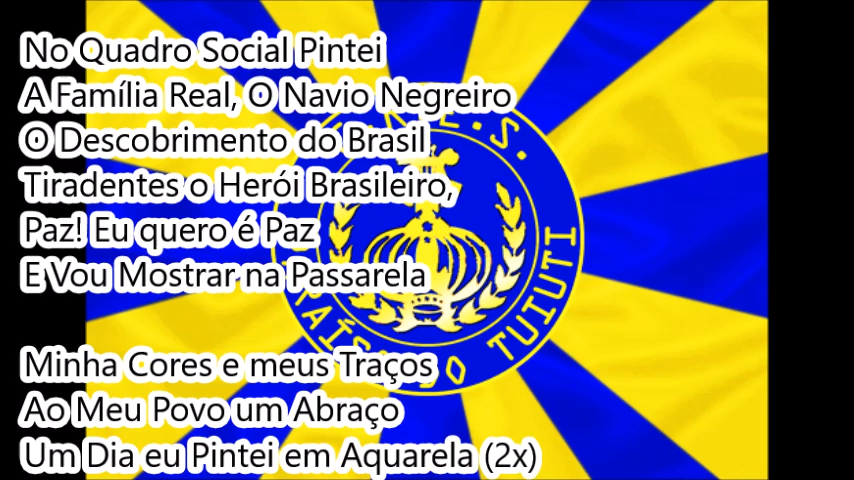 No Quadro Social Pintei
A Família Real, O Navio Negreiro
O Descobrimento do Brasil
Tiradentes o Herói Brasileiro,
Paz! Eu quero é Paz
E Vou Mostrar na Passarela
Minha Cores e meus Traços
Ao Meu Povo um Abraço
Um Dia eu Pintei em Aquarela (2x)
E.S.
TUIUTI